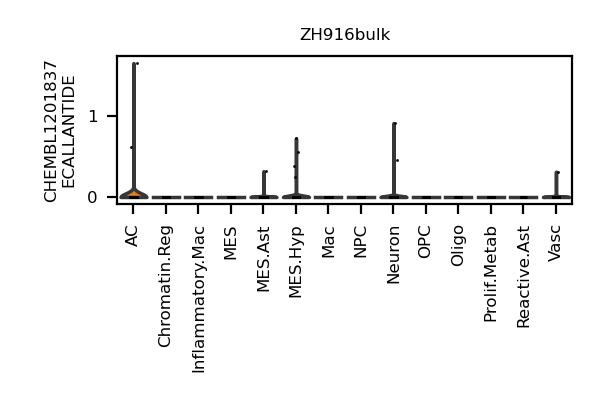 ZH916bulk
CHEMBL1201837
ECALLANTIDE
1
0
AC
Chromatin.Reg
Inflammatory.Mac
MES
MES.Ast
MES.Hyp
Mac
NPC
Neuron
OPC
Oligo
Prolif.Metab
Reactive.Ast
Vasc